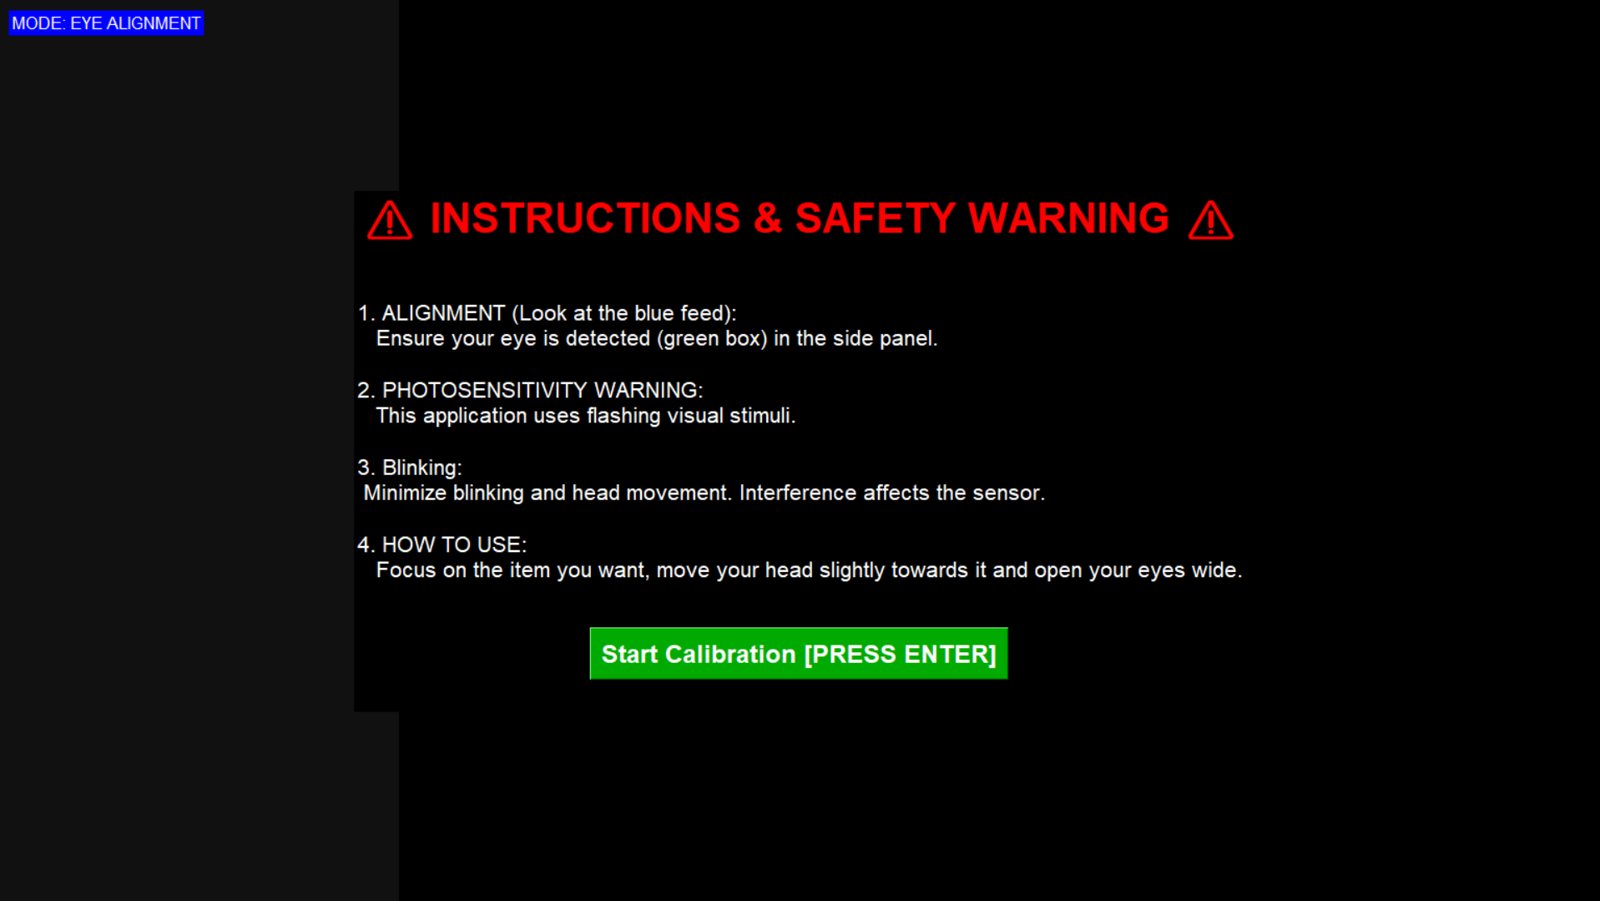 MODE: EYE ALIGNMENT
⚠ INSTRUCTIONS & SAFETY WARNING ⚠
1. ALIGNMENT (Look at the blue feed):
Ensure your eye is detected (green box) in the side panel.
2. PHOTOSENSITIVITY WARNING:
This application uses flashing visual stimuli.
3. Blinking:
Minimize blinking and head movement. Interference affects the sensor.
4. HOW TO USE:
Focus on the item you want, move your head slightly towards it and open your eyes wide.
Start Calibration [PRESS ENTER]